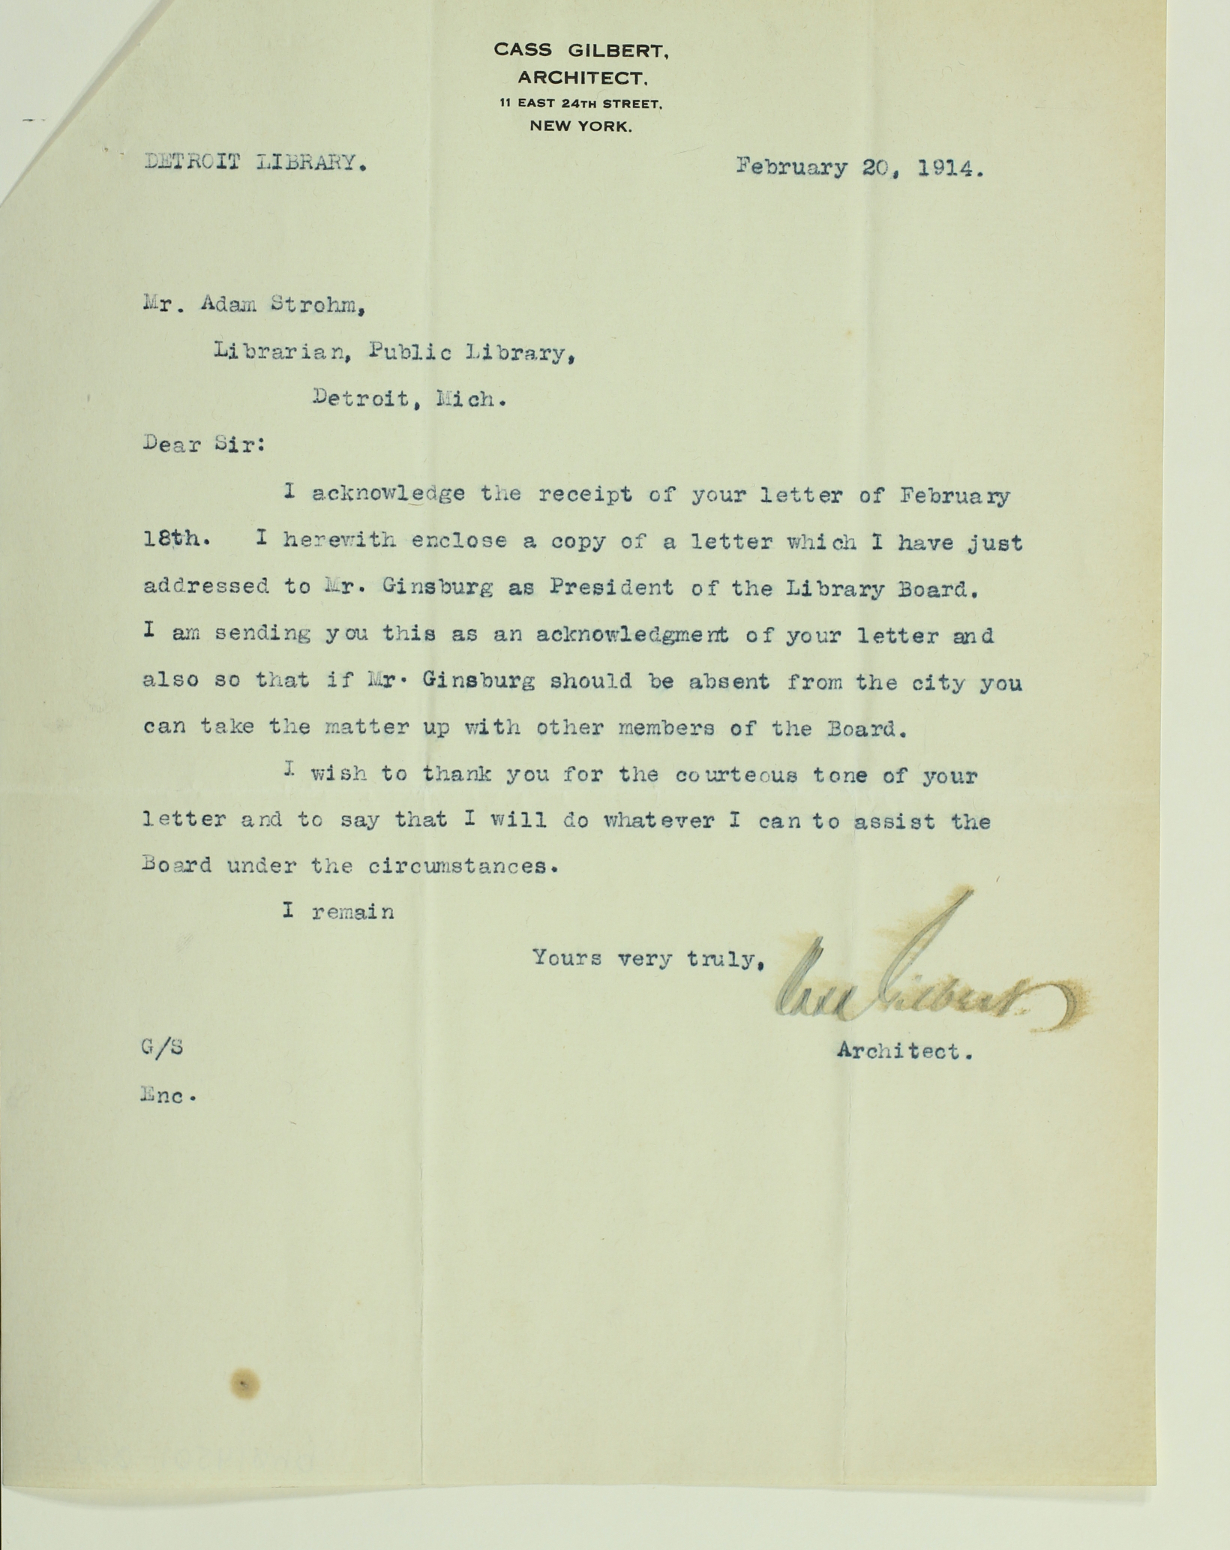 CASS GILBERT,
ARCHITECT.
11 EAST 24TH STREET.
NEW YORK.
DETROIT LIBRARY.
February 20, 1914.
Mr. Adam Strohm,
Librarian, Public Library,
Detroit, Mich.
Dear Sir:
I acknowledge the receipt of your letter of February
18th. I herewith enclose a copy of a letter which I have just
addressed to Mr. Ginsburg as President of the Library Board.
I am sending you this as an acknowledgment of your letter and
also so that if Mr. Ginsburg should be absent from the city you
can take the matter up with other members of the Board.
I wish to thank you for the courteous tone of your
letter and to say that I will do whatever I can to assist the
Board under the circumstances.
I remain
Yours very truly,
Cass Gilbert.
Architect.
G/S
Enc.